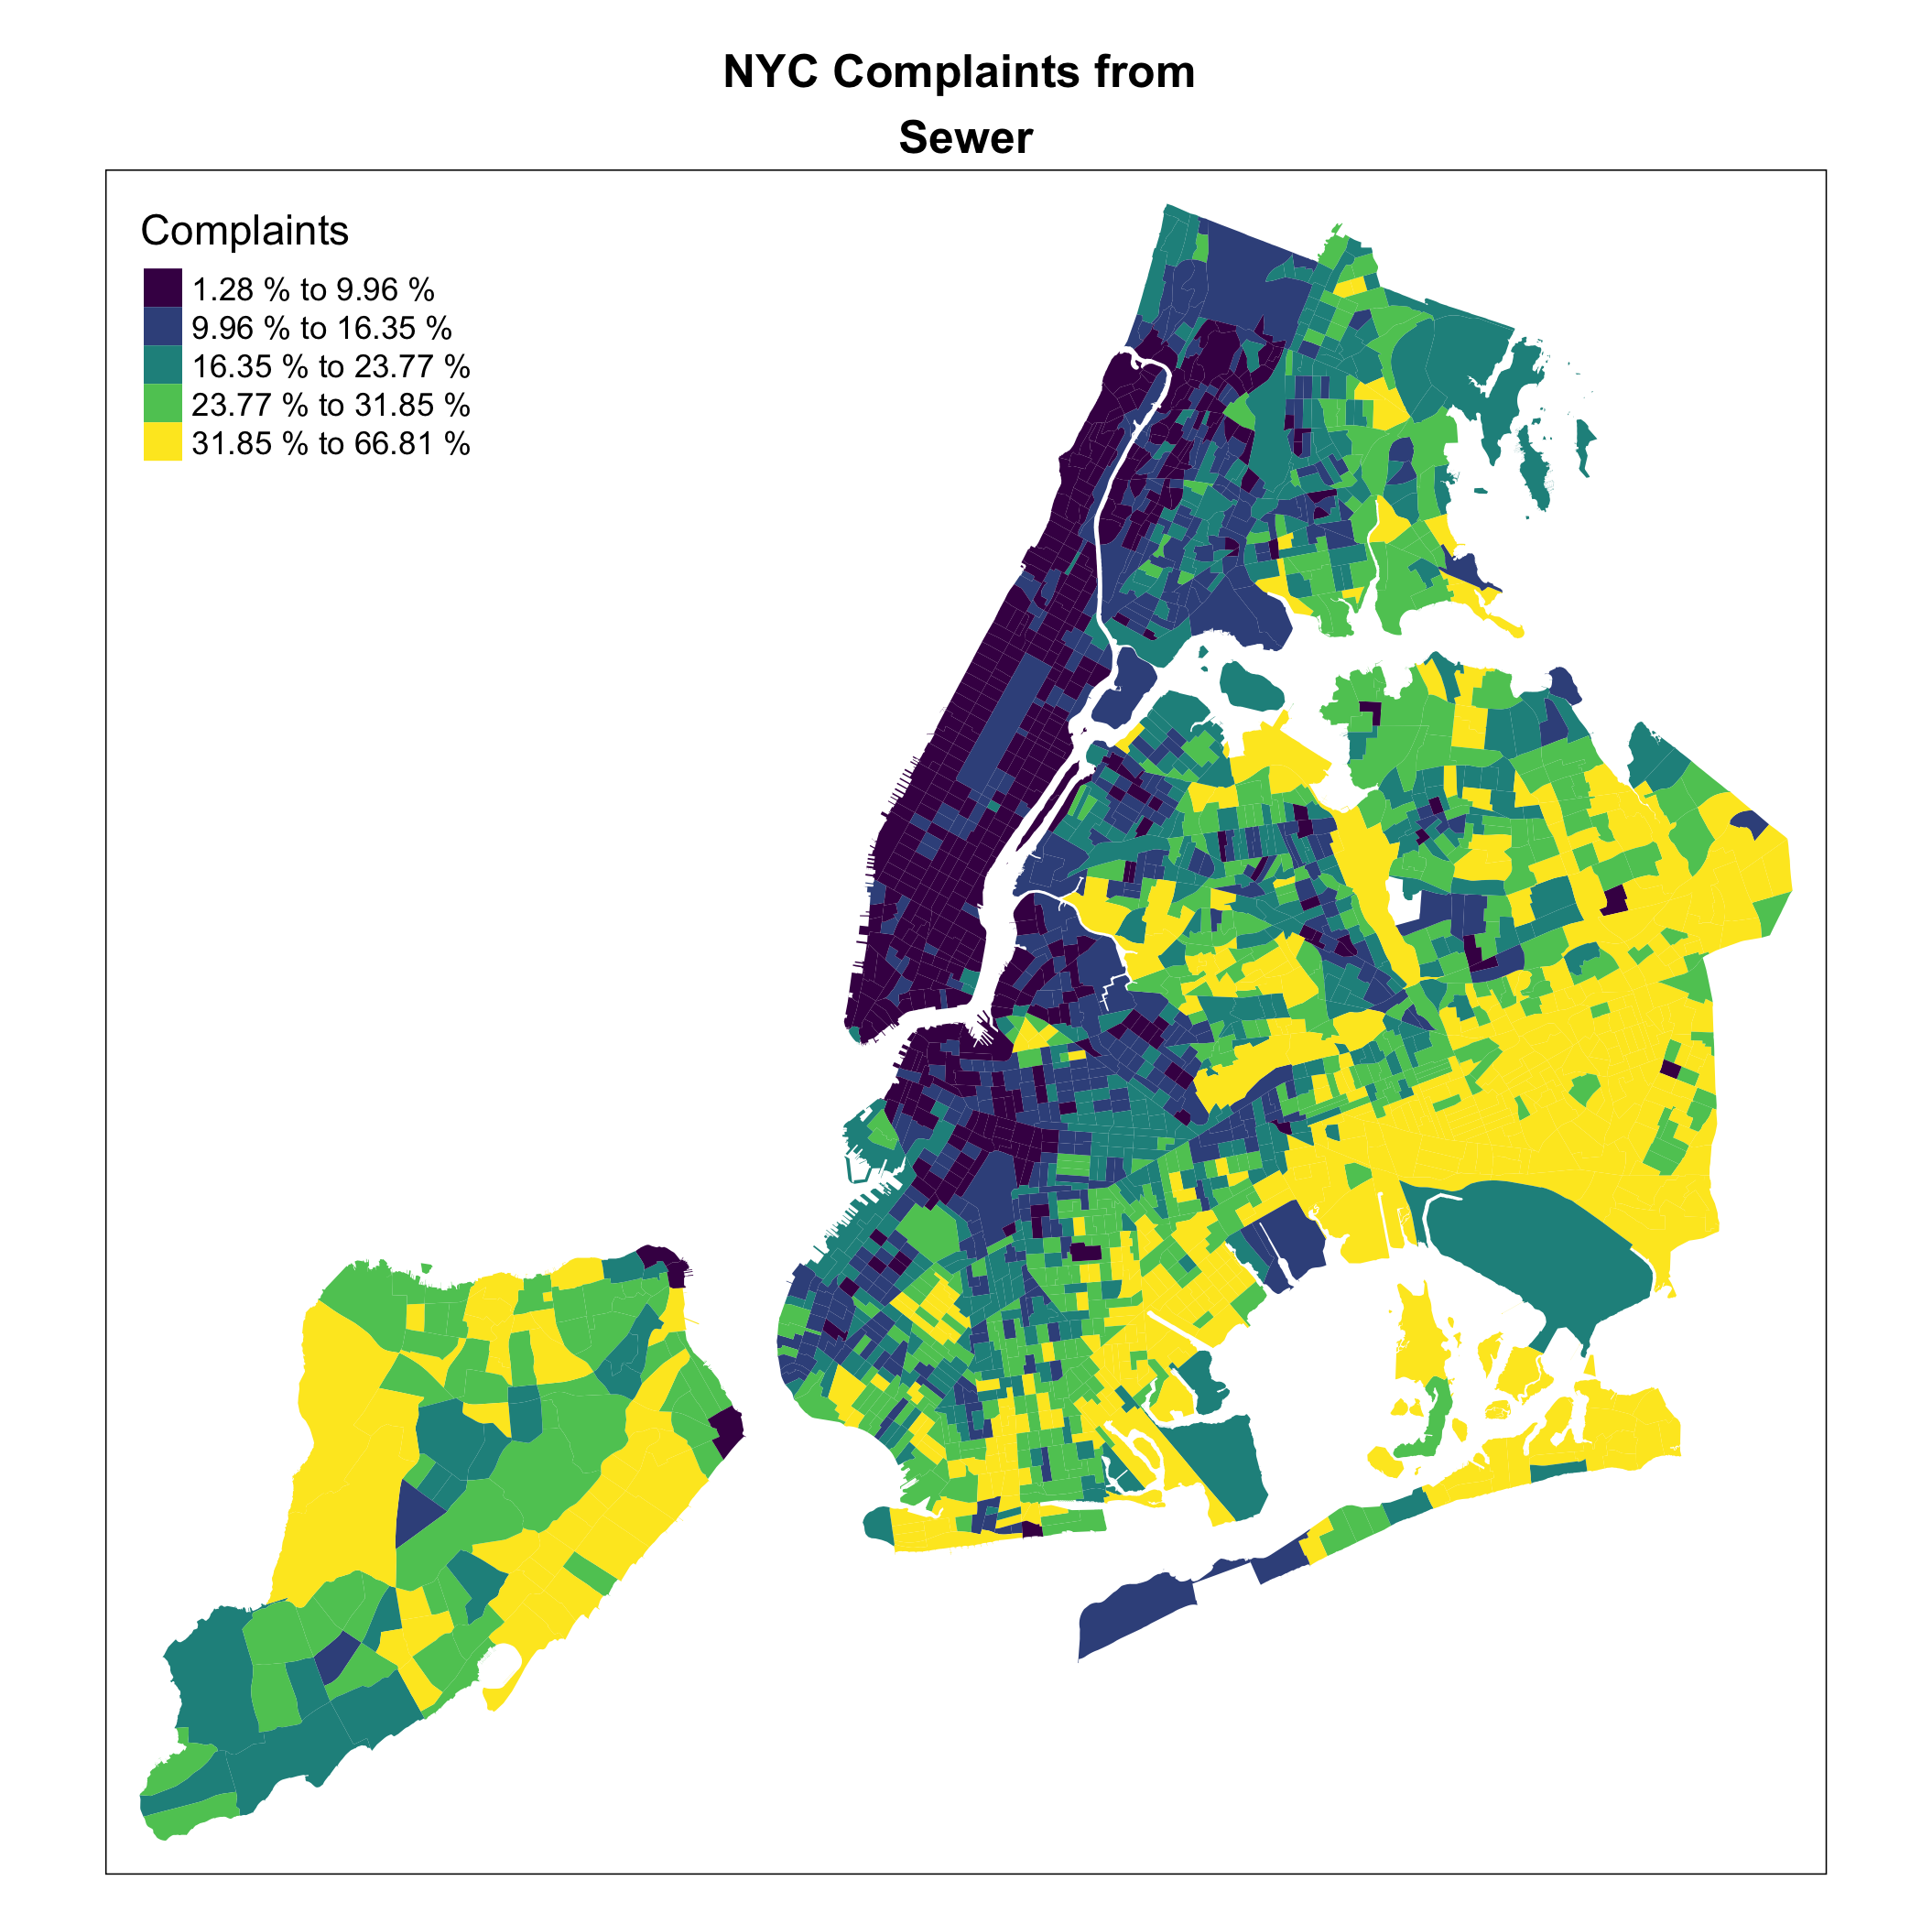 NYC Complaints from
Sewer
Complaints
1.28 % to 9.96 %
9.96 % to 16.35 %
16.35 % to 23.77 %
23.77 % to 31.85 %
31.85 % to 66.81 %